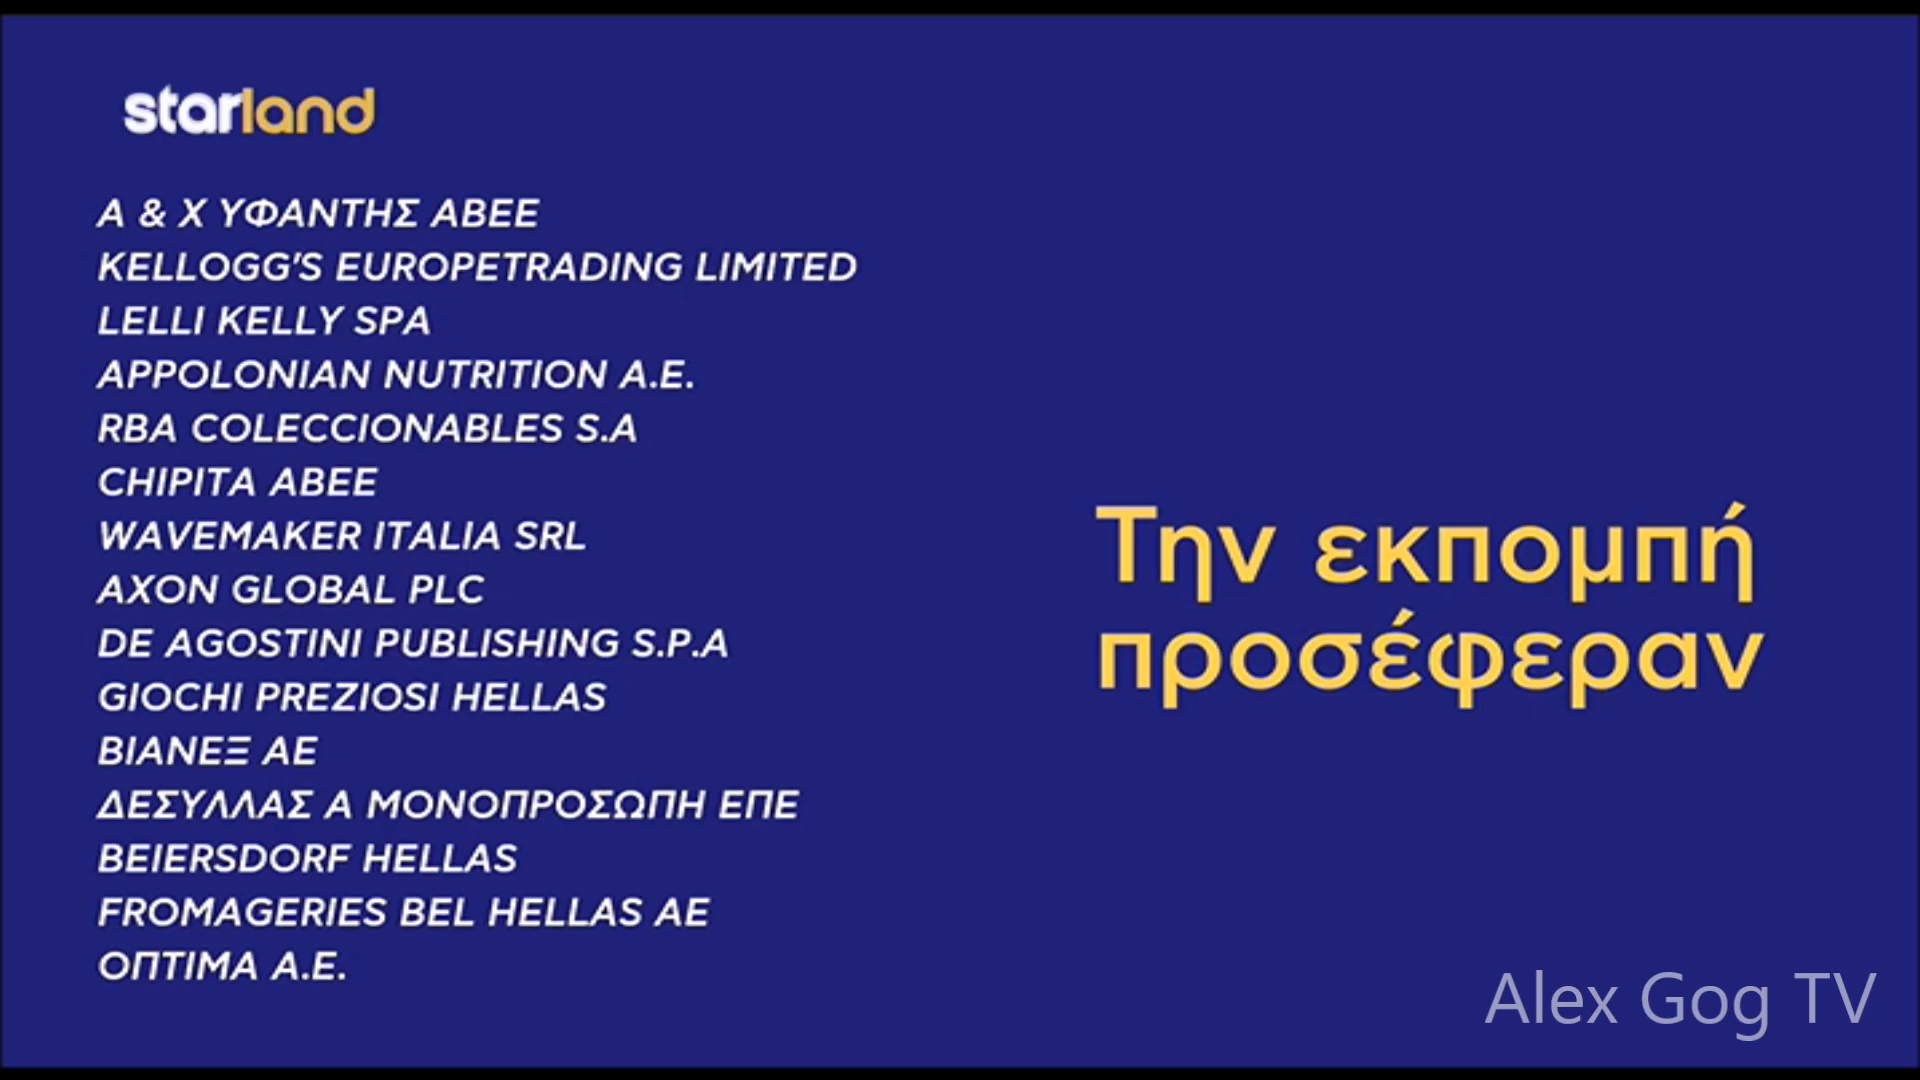 starland
Α & Χ ΥΦΑΝΤΗΣ ΑΒΕΕ
KELLOGG'S EUROPETRADING LIMITED
LELLI KELLY SPA
APPOLONIAN NUTRITION A.E.
RBA COLECCIONABLES S.A
CHIPITA ABEE
WAVEMAKER ITALIA SRL
AXON GLOBAL PLC
DE AGOSTINI PUBLISHING S.P.A
GIOCHI PREZIOSI HELLAS
ΒΙΑΝΕΞ ΑΕ
ΔΕΣΥΛΛΑΣ Α ΜΟΝΟΠΡΟΣΩΠΗ ΕΠΕ
BEIERSDORF HELLAS
FROMAGERIES BEL HELLAS AE
ΟΠΤΙΜΑ Α.Ε.
Την εκπομπή
προσέφεραν
Alex Gog TV